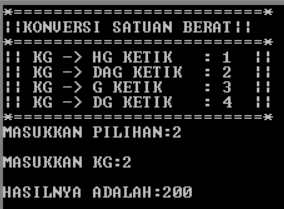 *========================*
||KONVERSI SATUAN BERAT||
*========================*
|| KG -> HG KETIK : 1 ||
|| KG -> DAG KETIK : 2 ||
|| KG -> G KETIK : 3 ||
|| KG -> DG KETIK : 4 ||
*========================*
MASUKKAN PILIHAN:2
MASUKKAN KG:2
HASILNYA ADALAH:200